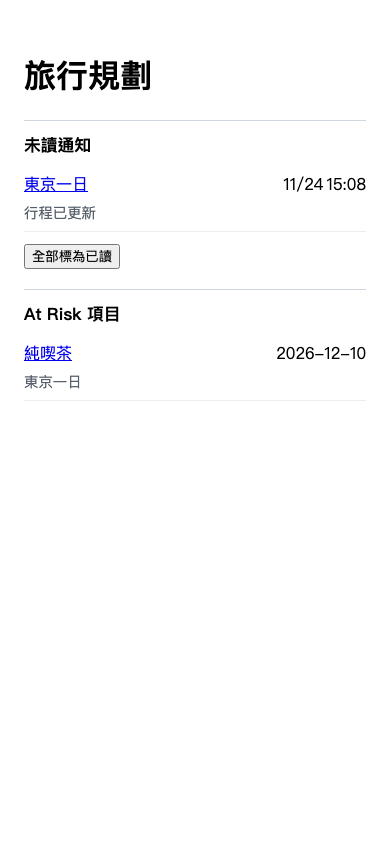 旅行規劃
未讀通知
東京一日 11/24 15:08
行程已更新
全部標為已讀
At Risk 項目
純喫茶 2026–12–10
東京一日